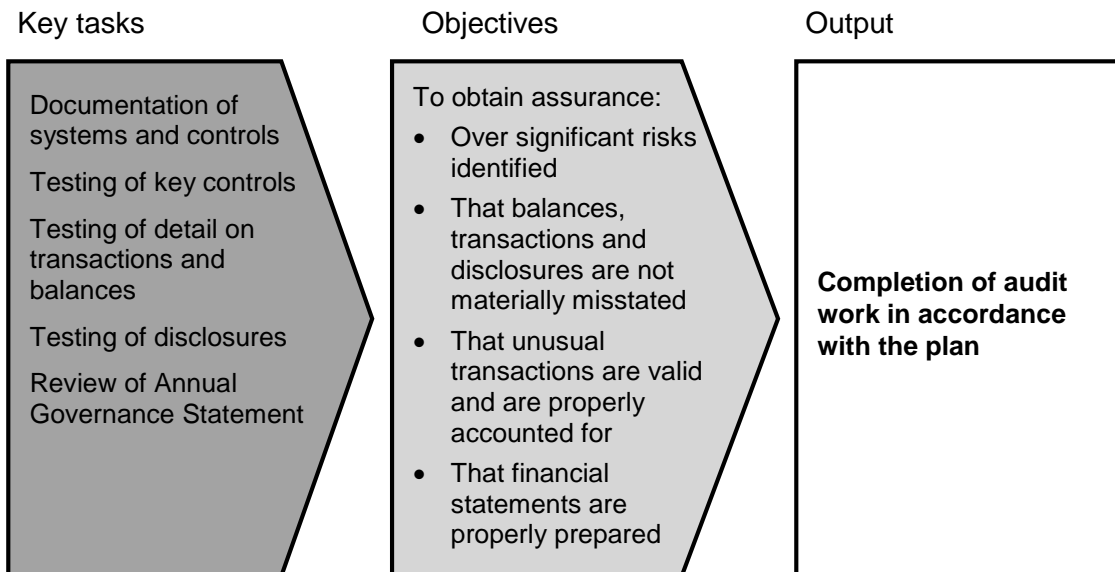 Key tasks
Objectives
Output
Documentation of
systems and controls
Testing of key controls
Testing of detail on
transactions and
balances
Testing of disclosures
Review of Annual
Governance Statement
To obtain assurance:
• Over significant risks
identified
• That balances,
transactions and
disclosures are not
materially misstated
• That unusual
transactions are valid
and are properly
accounted for
• That financial
statements are
properly prepared
Completion of audit
work in accordance
with the plan